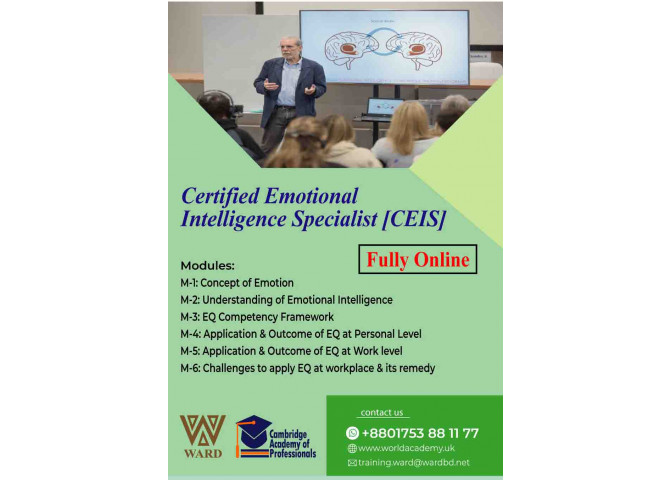 Certified Emotional
Intelligence Specialist [CEIS]
Fully Online
Modules:
M-1: Concept of Emotion
M-2: Understanding of Emotional Intelligence
M-3: EQ Competency Framework
M-4: Application & Outcome of EQ at Personal Level
M-5: Application & Outcome of EQ at Work level
M-6: Challenges to apply EQ at workplace & its remedy
WARD
Cambridge
Academy of
Professionals
contact us
+8801753 88 11 77
www.worldacademy.uk
training.ward@wardbd.net